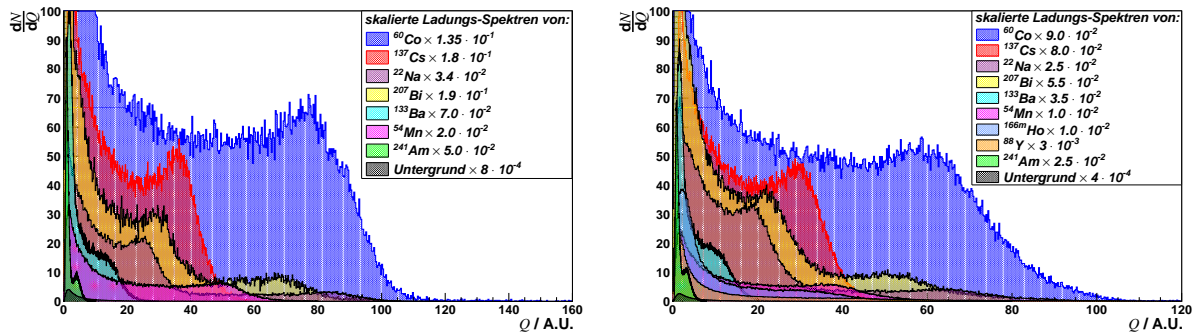 dN
dQ
100
90
80
70
60
50
40
30
20
10
0
0 20 40 60 80 100 120 140 160
Q / A.U.
skalierte Ladungs-Spektren von:
⁶⁰Co × 1.35 · 10⁻¹
¹³⁷Cs × 1.8 · 10⁻¹
²²Na × 3.4 · 10⁻²
²⁰⁷Bi × 1.9 · 10⁻¹
¹³³Ba × 7.0 · 10⁻²
⁵⁴Mn × 2.0 · 10⁻²
²⁴¹Am × 5.0 · 10⁻²
Untergrund × 8 · 10⁻⁴
dN
dQ
100
90
80
70
60
50
40
30
20
10
0
0 20 40 60 80 100 120
Q / A.U.
skalierte Ladungs-Spektren von:
⁶⁰Co × 9.0 · 10⁻²
¹³⁷Cs × 8.0 · 10⁻²
²²Na × 2.5 · 10⁻²
²⁰⁷Bi × 5.5 · 10⁻²
¹³³Ba × 3.5 · 10⁻²
⁵⁴Mn × 1.0 · 10⁻²
¹⁶⁶ᵐHo × 1.0 · 10⁻²
⁸⁸Y × 3 · 10⁻³
²⁴¹Am × 2.5 · 10⁻²
Untergrund × 4 · 10⁻⁴